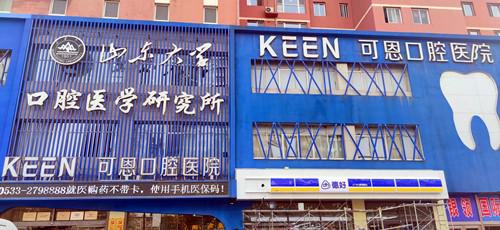 山东大学
口腔医学研究所
KEEN 可恩口腔医院
0533-2798888就医购药不带卡，使用手机医保码！
KEEN 可恩口腔医院
德好